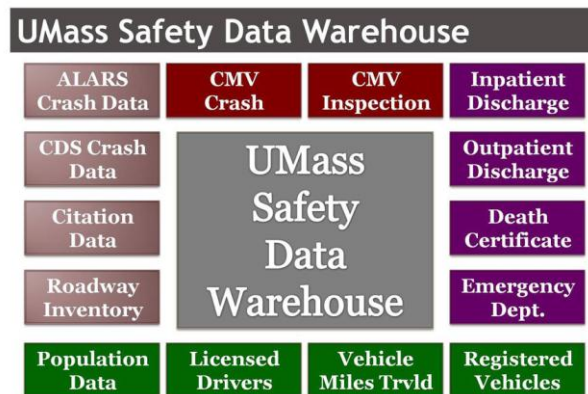 UMass Safety Data Warehouse
ALARS
Crash Data
CMV
Crash
CMV
Inspection
Inpatient
Discharge
CDS Crash
Data
UMass
Safety
Data
Warehouse
Outpatient
Discharge
Citation
Data
Death
Certificate
Roadway
Inventory
Emergency
Dept.
Population
Data
Licensed
Drivers
Vehicle
Miles Trvld
Registered
Vehicles